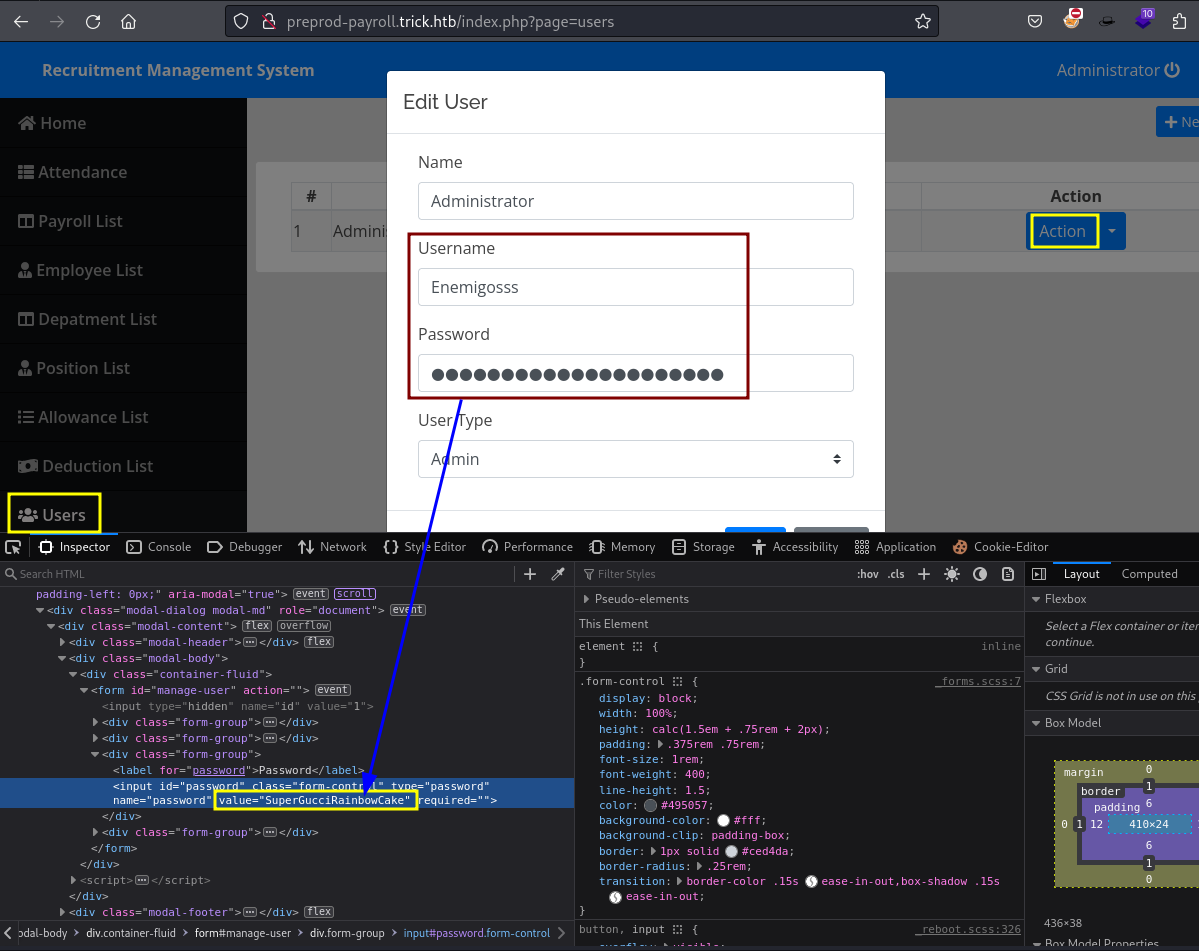 preprod-payroll.trick.htb/index.php?page=users
10
Recruitment Management System
Administrator
Home
Attendance
Payroll List
Employee List
Depatment List
Position List
Allowance List
Deduction List
Users
+ Ne
# Action
1 Adminis Action
Edit User
Name
Administrator
Username
Enemigosss
Password
●●●●●●●●●●●●●●●●●●●●●
User Type
Admin
Inspector Console Debugger Network Style Editor Performance Memory Storage Accessibility Application Cookie-Editor
Search HTML
padding-left: 0px;" aria-modal="true"> event scroll
<div class="modal-dialog modal-md" role="document"> event
<div class="modal-content"> flex overflow
<div class="modal-header"> </div> flex
<div class="modal-body">
<div class="container-fluid">
<form id="manage-user" action=""> event
<input type="hidden" name="id" value="1">
<div class="form-group"> </div>
<div class="form-group"> </div>
<div class="form-group">
<label for="password">Password</label>
<input id="password" class="form-control" type="password"
name="password" value="SuperGucciRainbowCake" required="">
</div>
<div class="form-group"> </div>
</form>
</div>
<script> </script>
</div>
<div class="modal-footer"> </div> flex
odal-body > div.container-fluid > form#manage-user > div.form-group > input#password.form-control
Filter Styles
:hov .cls
Pseudo-elements
This Element
element { inline
}
.form-control { _forms.scss:7
display: block;
width: 100%;
height: calc(1.5em + .75rem + 2px);
padding: .375rem .75rem;
font-size: 1rem;
font-weight: 400;
line-height: 1.5;
color: #495057;
background-color: #fff;
background-clip: padding-box;
border: 1px solid #ced4da;
border-radius: .25rem;
transition: border-color .15s ease-in-out,box-shadow .15s
ease-in-out;
}
button, input { _reboot.scss:326
overflow: visible;
Layout Computed
Flexbox
Select a Flex container or iter
continue.
Grid
CSS Grid is not in use on this
Box Model
margin 0
border 1
padding 6
0 1 12 410×24
6
1
0
436×38
Box Model Properties